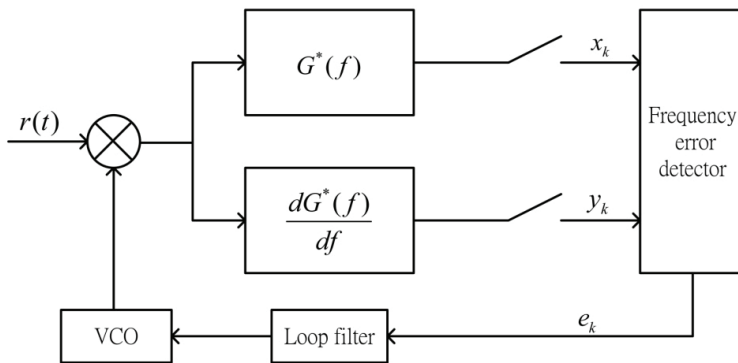 G*(f)
x_k
r(t)
Frequency
error
detector
dG*(f)
df
y_k
VCO
Loop filter
e_k